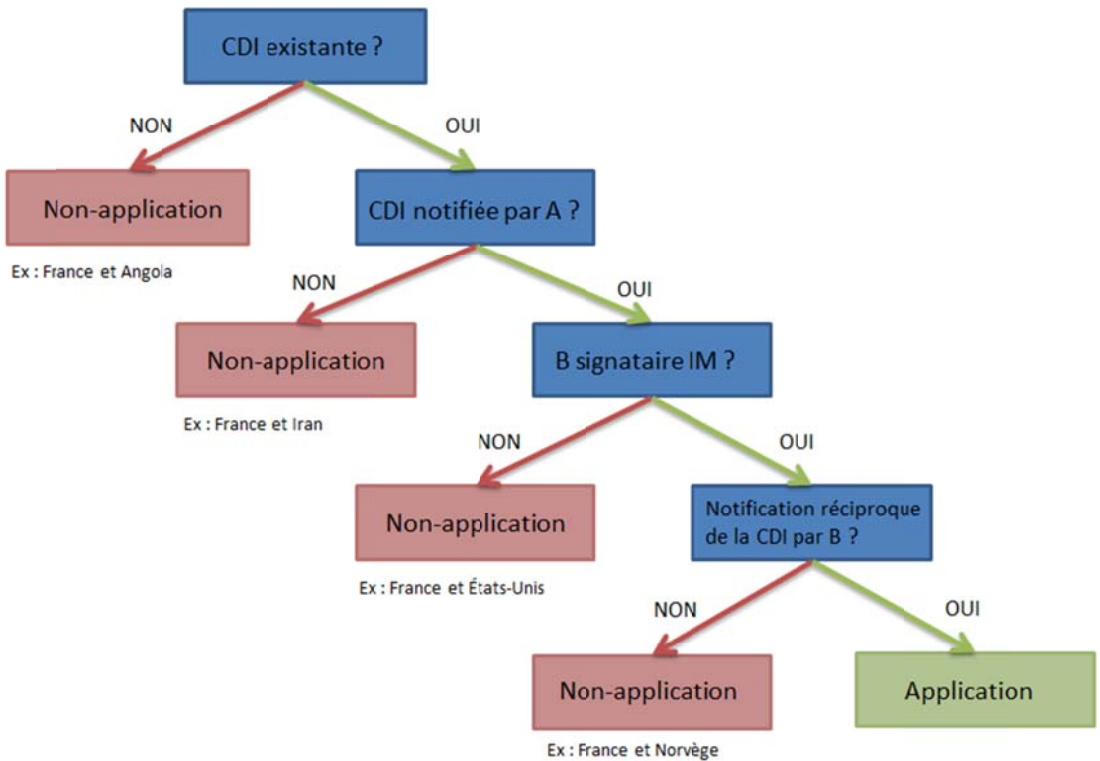 CDI existante ?
NON
OUI
Non-application
CDI notifiée par A ?
Ex : France et Angola
NON
OUI
Non-application
B signataire IM ?
Ex : France et Iran
NON
OUI
Non-application
Notification réciproque
de la CDI par B ?
Ex : France et États-Unis
NON
OUI
Non-application
Application
Ex : France et Norvège